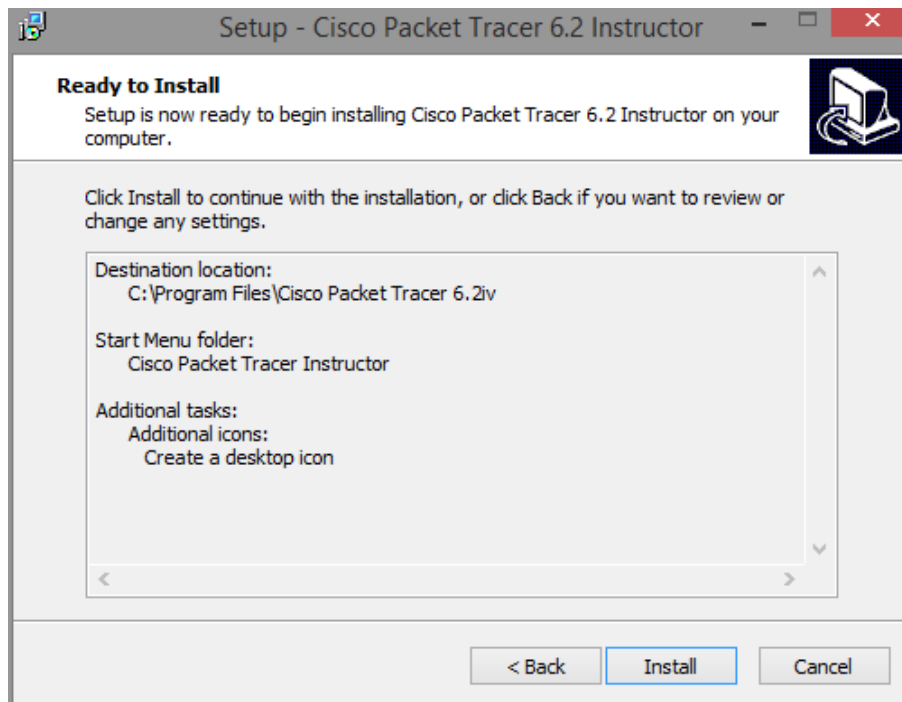 Setup - Cisco Packet Tracer 6.2 Instructor
Ready to Install
Setup is now ready to begin installing Cisco Packet Tracer 6.2 Instructor on your
computer.
Click Install to continue with the installation, or click Back if you want to review or
change any settings.
Destination location:
C:\Program Files\Cisco Packet Tracer 6.2iv
Start Menu folder:
Cisco Packet Tracer Instructor
Additional tasks:
Additional icons:
Create a desktop icon
< Back
Install
Cancel